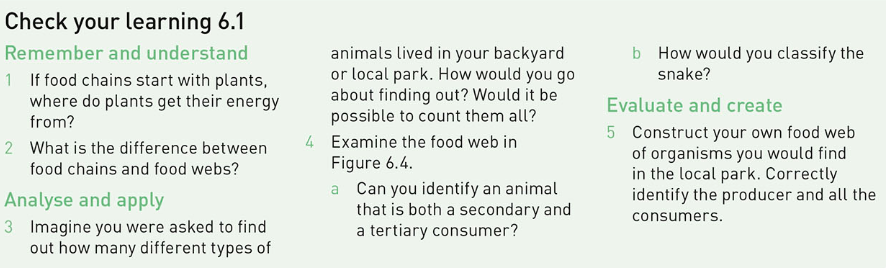 Check your learning 6.1
Remember and understand
1 If food chains start with plants,
where do plants get their energy
from?
2 What is the difference between
food chains and food webs?
Analyse and apply
3 Imagine you were asked to find
out how many different types of
animals lived in your backyard
or local park. How would you go
about finding out? Would it be
possible to count them all?
4 Examine the food web in
Figure 6.4.
a Can you identify an animal
that is both a secondary and
a tertiary consumer?
b How would you classify the
snake?
Evaluate and create
5 Construct your own food web
of organisms you would find
in the local park. Correctly
identify the producer and all the
consumers.